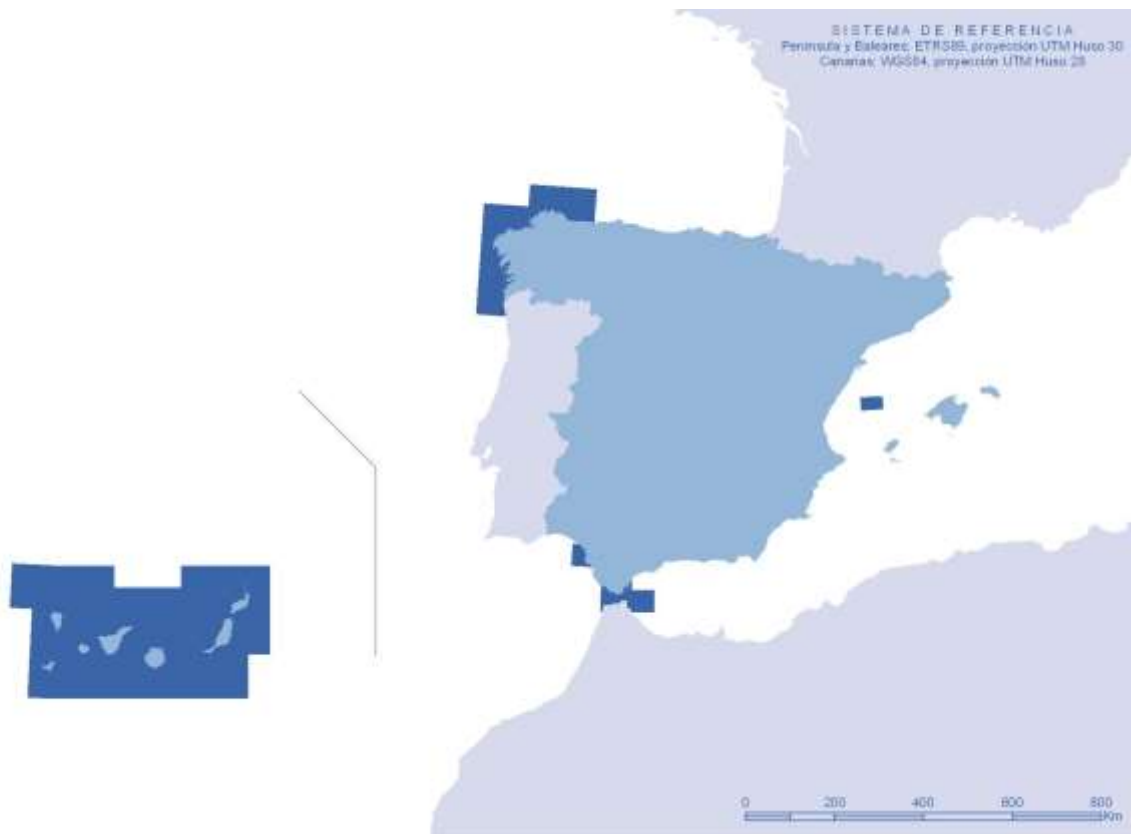 SISTEMA DE REFERENCIA
Península y Baleares: ETRS89, proyección UTM Huso 30
Canarias: WGS84, proyección UTM Huso 28
0 200 400 600 800
Km